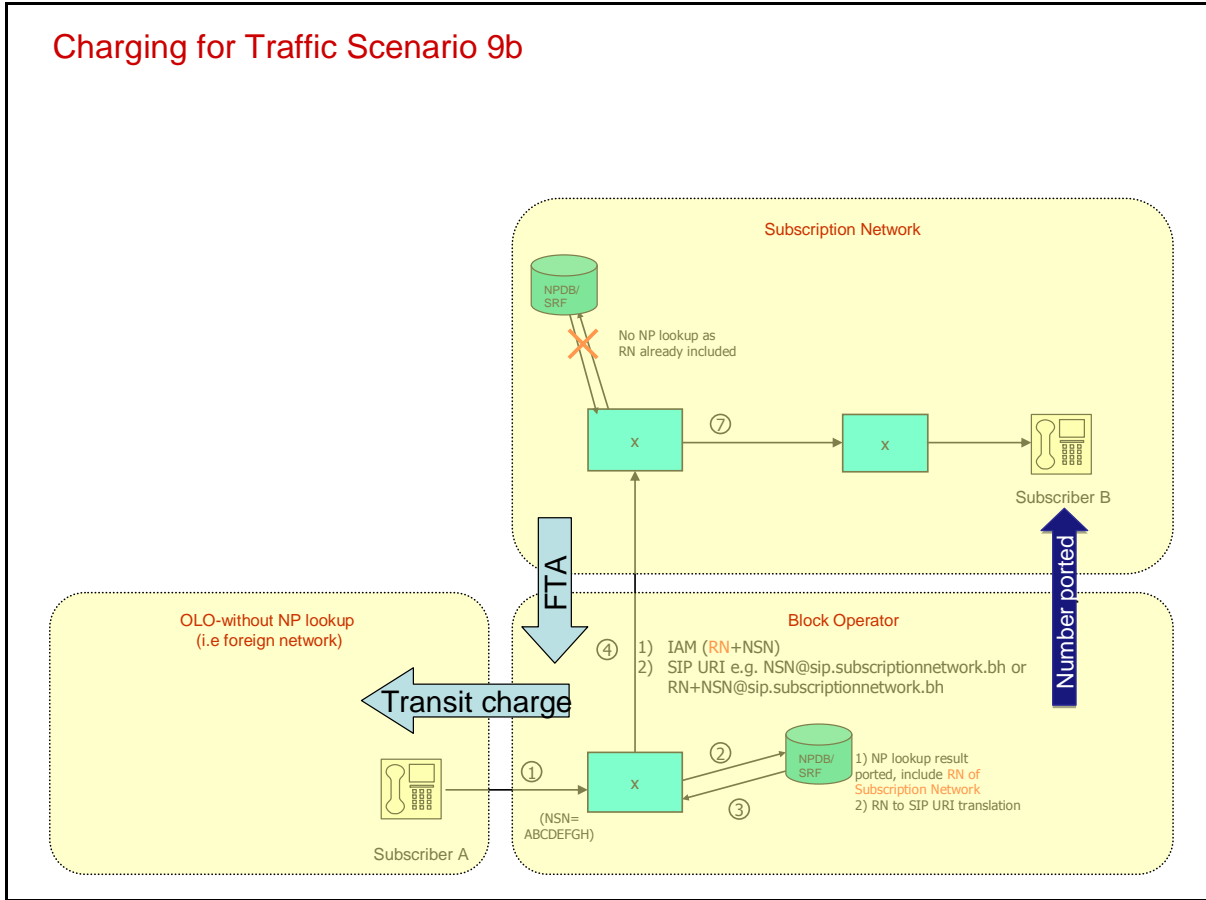 Charging for Traffic Scenario 9b
Subscription Network
NPDB/
SRF
No NP lookup as
RN already included
x
⑦
x
Subscriber B
Number ported
FTA
OLO-without NP lookup
(i.e foreign network)
Block Operator
④
1) IAM (RN+NSN)
2) SIP URI e.g. NSN@sip.subscriptionnetwork.bh or
RN+NSN@sip.subscriptionnetwork.bh
Transit charge
①
x
②
③
NPDB/
SRF
1) NP lookup result
ported, include RN of
Subscription Network
2) RN to SIP URI translation
(NSN=
ABCDEFGH)
Subscriber A